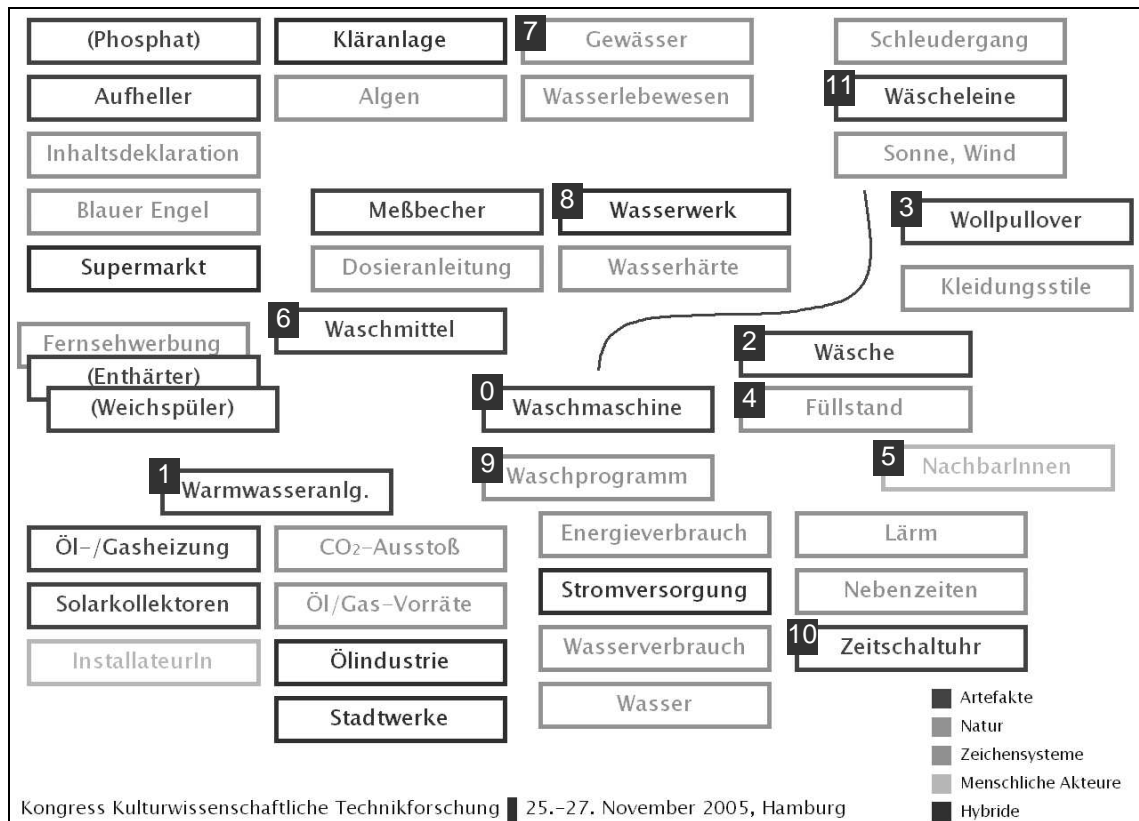 (Phosphat)
Kläranlage
7
Gewässer
Schleudergang
Aufheller
Algen
Wasserlebewesen
11
Wäscheleine
Inhaltsdeklaration
Sonne, Wind
Blauer Engel
Meßbecher
8
Wasserwerk
3
Wollpullover
Supermarkt
Dosieranleitung
Wasserhärte
Kleidungsstile
6
Waschmittel
Fernsehwerbung
2
Wäsche
(Enthärter)
(Weichspüler)
0
Waschmaschine
4
Füllstand
1
Warmwasseranlg.
9
Waschprogramm
5
NachbarInnen
Öl-/Gasheizung
CO₂-Ausstoß
Energieverbrauch
Lärm
Solarkollektoren
Öl/Gas-Vorräte
Stromversorgung
Nebenzeiten
InstallateurIn
Ölindustrie
Wasserverbrauch
10
Zeitschaltuhr
Stadtwerke
Wasser
Artefakte
Natur
Zeichensysteme
Menschliche Akteure
Hybride
Kongress Kulturwissenschaftliche Technikforschung 25.-27. November 2005, Hamburg